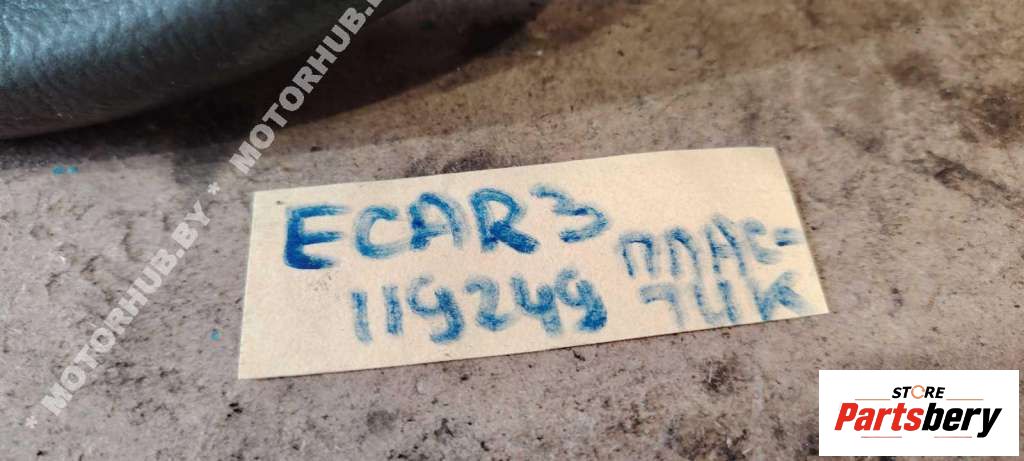 * MOTORHUB.BY * MOTORHUB.B
ECAR3
119249
ПЛАС-
ТИК
STORE
Partsbery